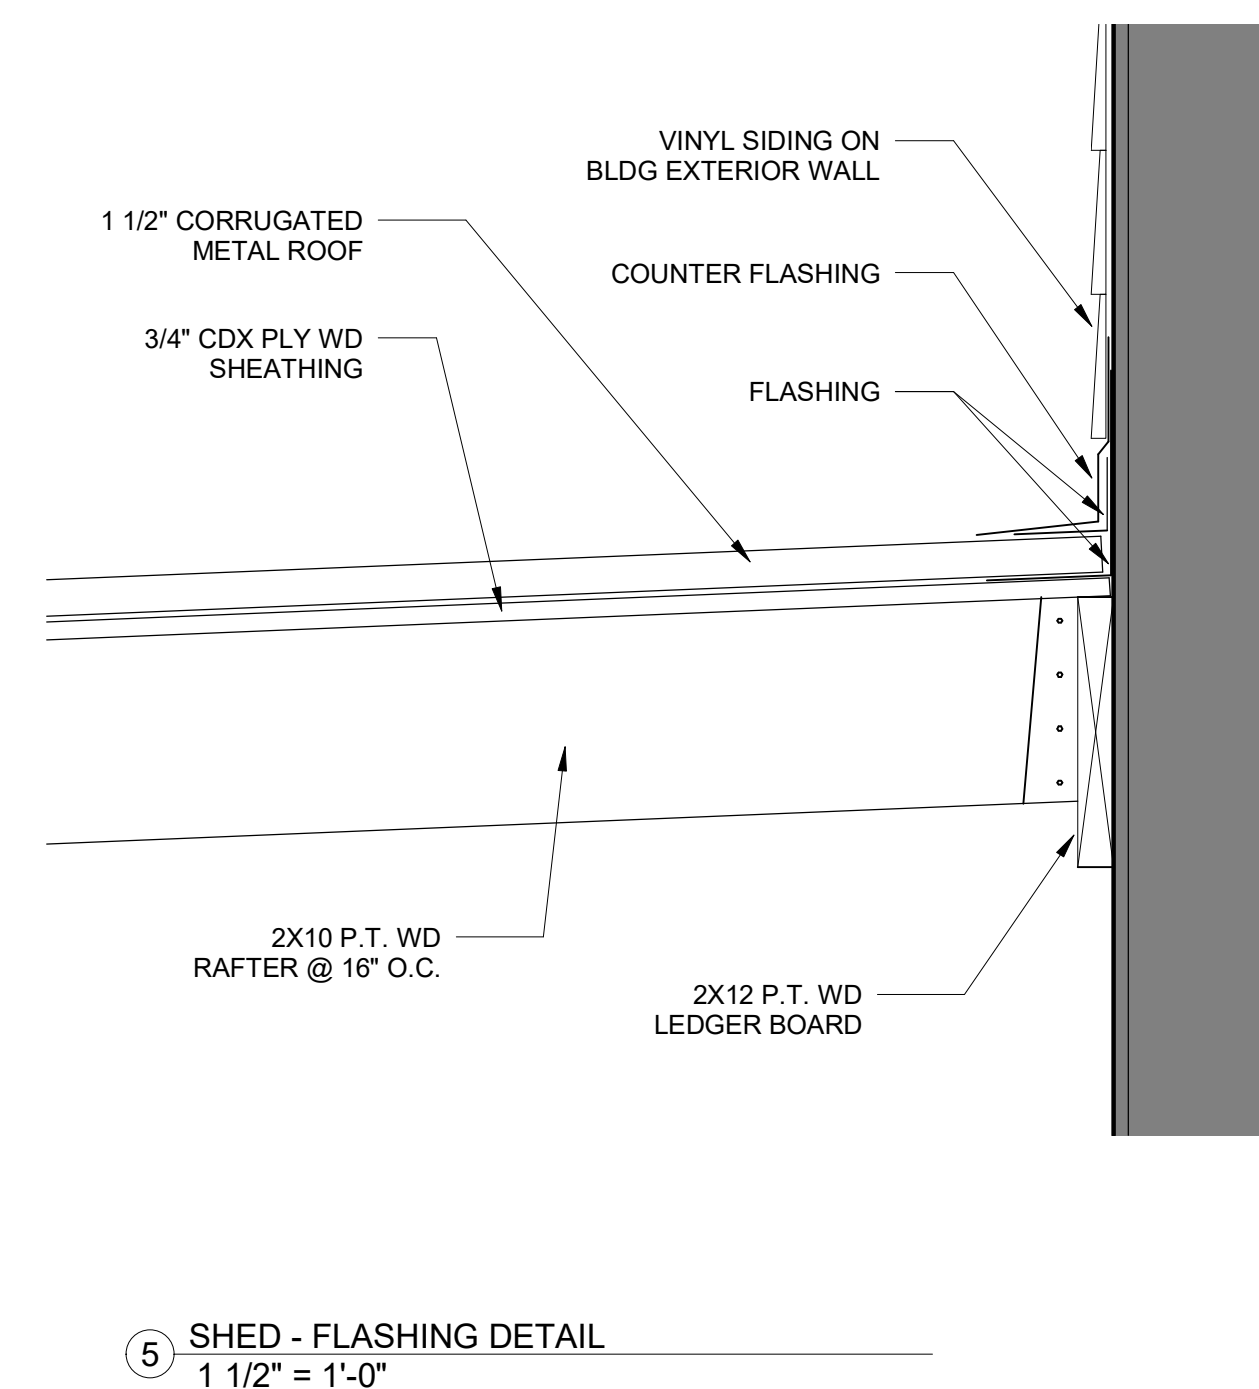 VINYL SIDING ON
BLDG EXTERIOR WALL
1 1/2" CORRUGATED
METAL ROOF
COUNTER FLASHING
3/4" CDX PLY WD
SHEATHING
FLASHING
2X10 P.T. WD
RAFTER @ 16" O.C.
2X12 P.T. WD
LEDGER BOARD
5 SHED - FLASHING DETAIL
1 1/2" = 1'-0"